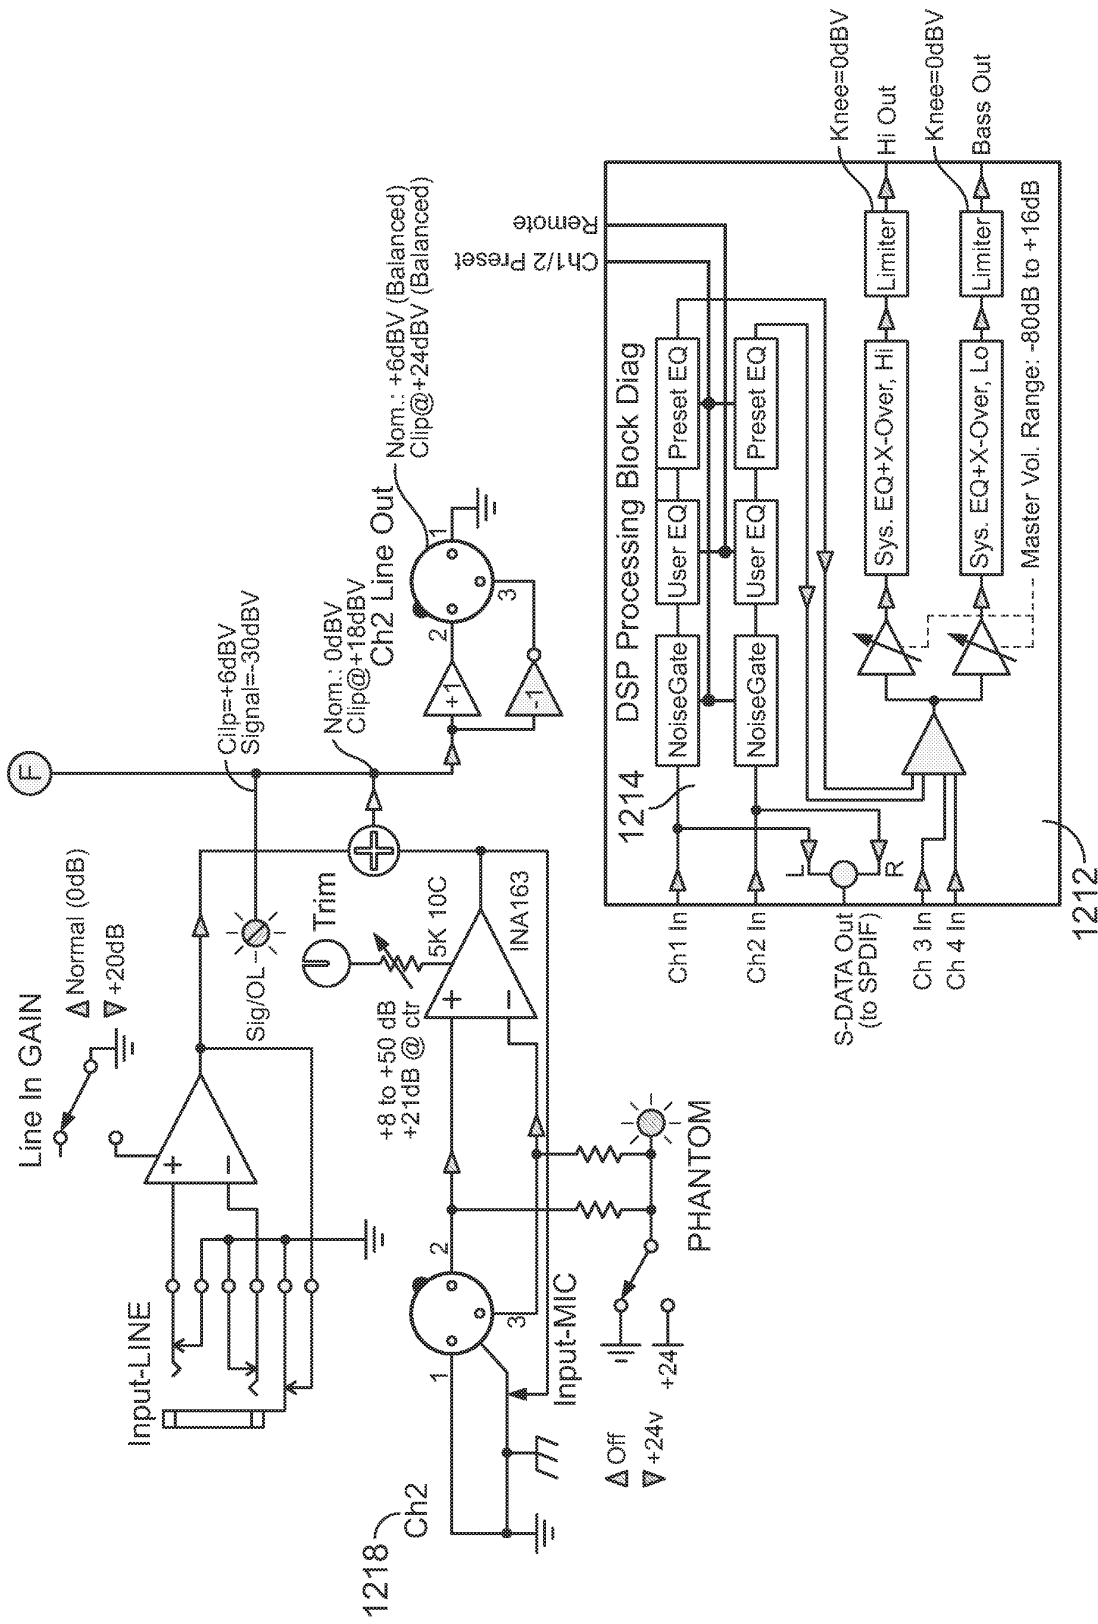 F
Line In GAIN
Normal (0dB)
+20dB
Input-LINE
+
−
Sig/OL
Cilp=+6dBV
Signal=-30dBV
Nom.: 0dBV
Clip@+18dBV
Ch2 Line Out
Nom.: +6dBV (Balanced)
Clip@+24dBV (Balanced)
+1
-1
1
2
3
Trim
5K 10C
+8 to +50 dB
+21dB @ ctr
INA163
+
−
1218
Ch2
1
2
3
Input-MIC
PHANTOM
+24
Off
+24v
DSP Processing Block Diag
1214
1212
Ch1/2 Preset
Remote
Ch1 In
Ch2 In
S-DATA Out
(to SPDIF)
Ch 3 In
Ch 4 In
L
R
NoiseGate
User EQ
Preset EQ
NoiseGate
User EQ
Preset EQ
Sys. EQ+X-Over, Hi
Limiter
Hi Out
Knee=0dBV
Sys. EQ+X-Over, Lo
Limiter
Bass Out
Knee=0dBV
Master Vol. Range: -80dB to +16dB